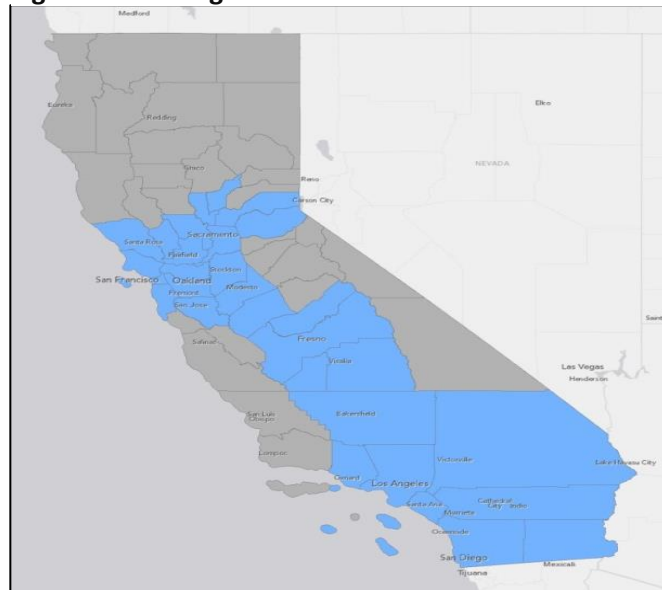 Medford
Eureka
Redding
Elko
NEVADA
Chico
Reno
Carson City
Santa Rosa
Sacramento
Fairfield
San Francisco
Oakland
Stockton
Fremont
Modesto
San Jose
Salinas
Fresno
Visalia
Las Vegas
Henderson
San Luis
Obispo
Bakersfield
Lompoc
Victorville
Lake Havasu City
Oxnard
Los Angeles
Santa Ana
Cathedral
City
Indio
Murrieta
Oceanside
San Diego
Tijuana
Mexicali